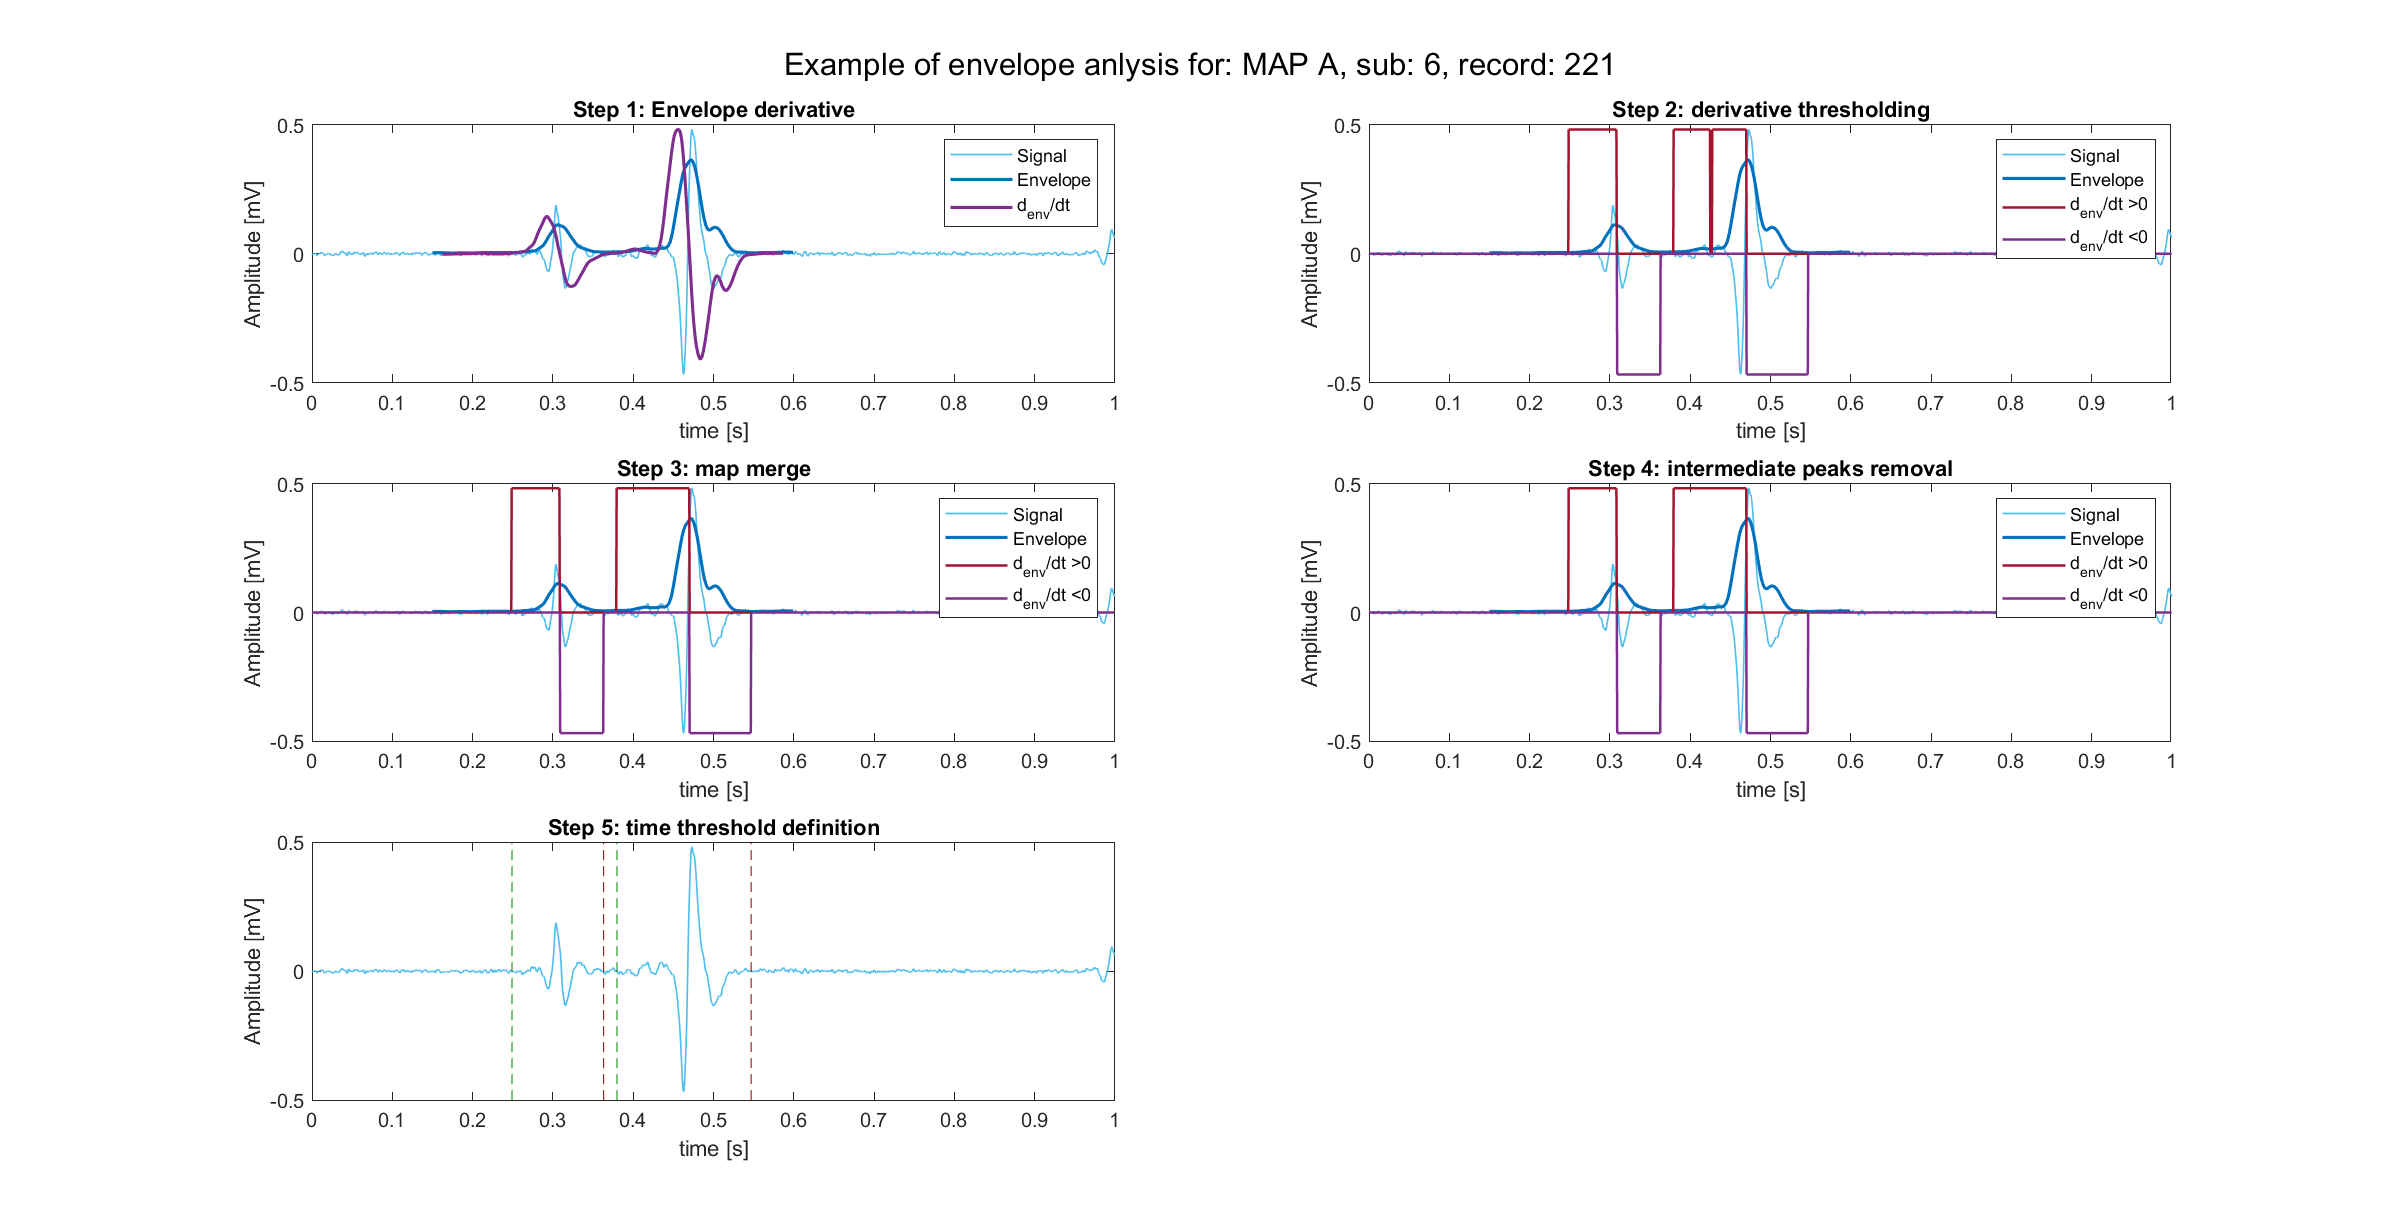 Example of envelope anlysis for: MAP A, sub: 6, record: 221
Step 1: Envelope derivative
Amplitude [mV]
0.5
0
-0.5
Signal
Envelope
d_env/dt
0 0.1 0.2 0.3 0.4 0.5 0.6 0.7 0.8 0.9 1
time [s]
Step 2: derivative thresholding
Amplitude [mV]
0.5
0
-0.5
Signal
Envelope
d_env/dt >0
d_env/dt <0
0 0.1 0.2 0.3 0.4 0.5 0.6 0.7 0.8 0.9 1
time [s]
Step 3: map merge
Amplitude [mV]
0.5
0
-0.5
Signal
Envelope
d_env/dt >0
d_env/dt <0
0 0.1 0.2 0.3 0.4 0.5 0.6 0.7 0.8 0.9 1
time [s]
Step 4: intermediate peaks removal
Amplitude [mV]
0.5
0
-0.5
Signal
Envelope
d_env/dt >0
d_env/dt <0
0 0.1 0.2 0.3 0.4 0.5 0.6 0.7 0.8 0.9 1
time [s]
Step 5: time threshold definition
Amplitude [mV]
0.5
0
-0.5
0 0.1 0.2 0.3 0.4 0.5 0.6 0.7 0.8 0.9 1
time [s]